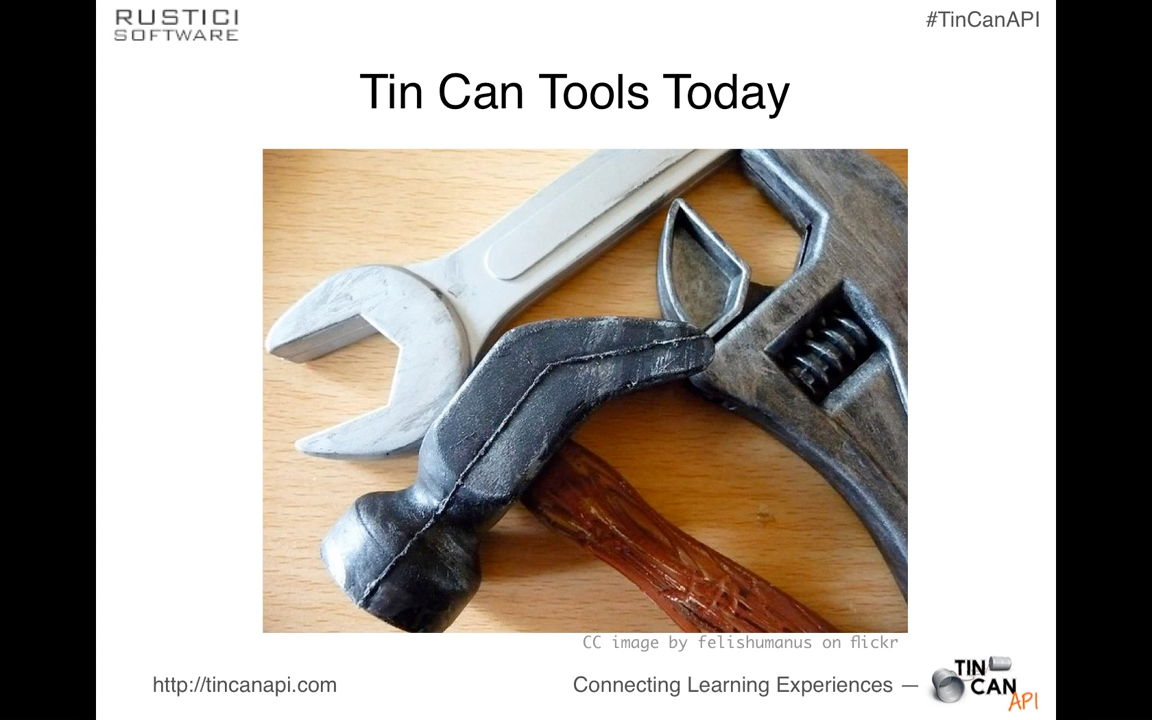 RUSTICI
SOFTWARE
#TinCanAPI
Tin Can Tools Today
CC image by felishumanus on flickr
http://tincanapi.com
Connecting Learning Experiences —
TIN
CAN
API